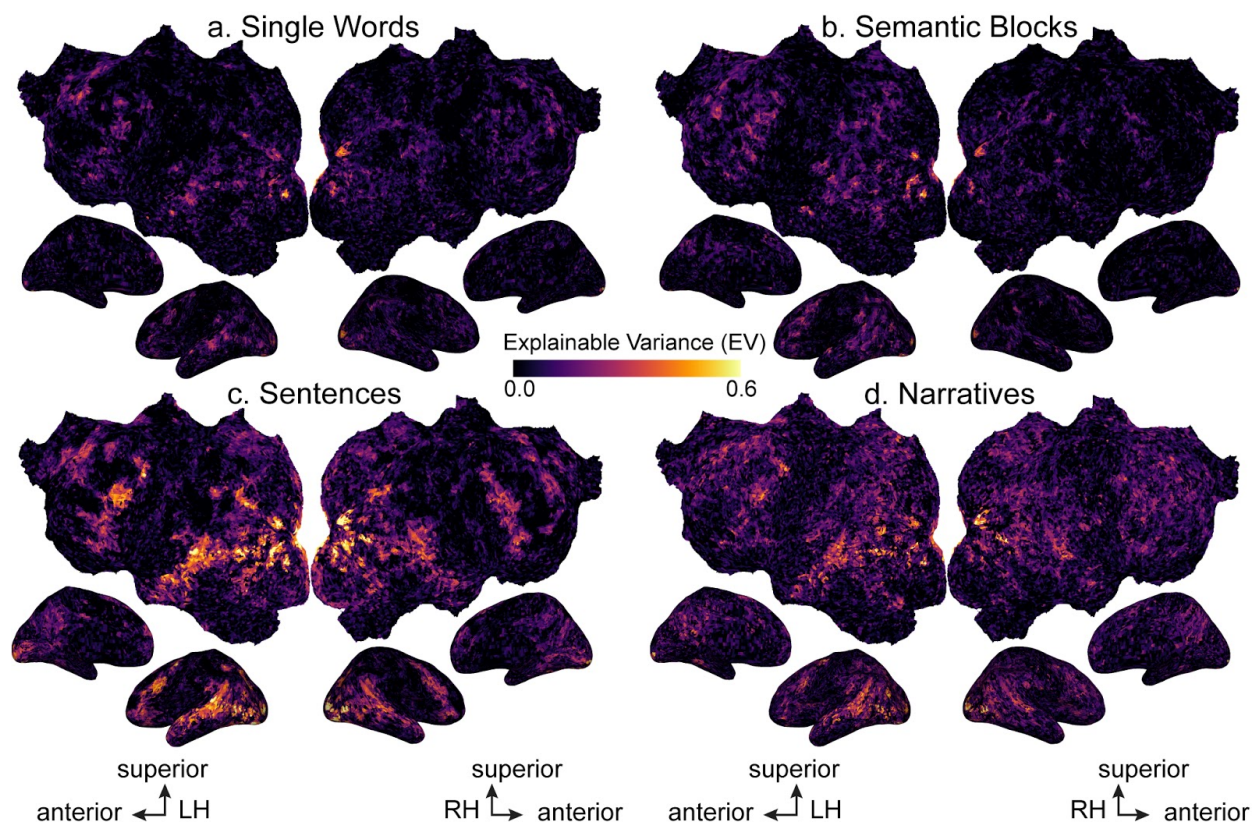 a. Single Words
b. Semantic Blocks
Explainable Variance (EV)
0.0
0.6
c. Sentences
d. Narratives
superior
anterior
LH
superior
RH
anterior
superior
anterior
LH
superior
RH
anterior